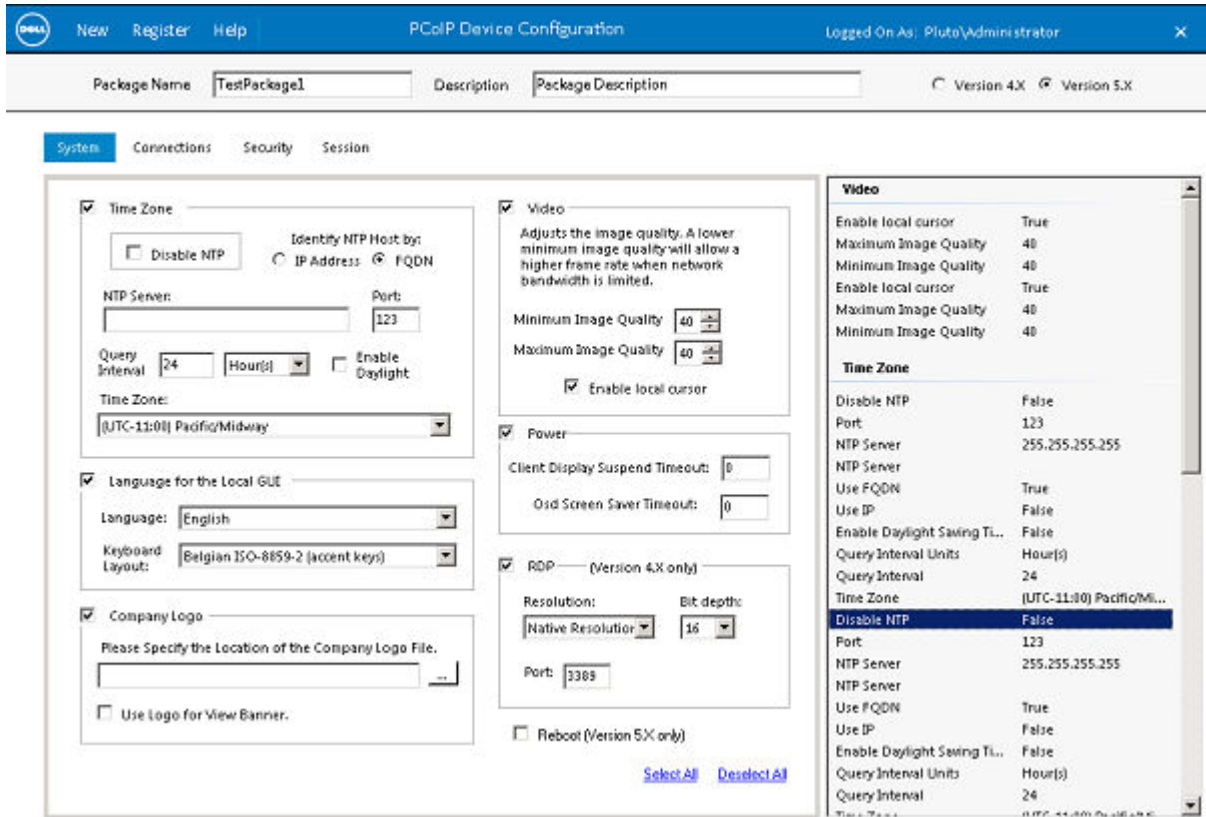 DELL New Register Help PCoIP Device Configuration Logged On As: Pluto\Administrator ×
Package Name TestPackage1 Description Package Description Version 4.X Version 5.X
System Connections Security Session
Time Zone
Disable NTP
Identify NTP Host by:
IP Address FQDN
NTP Server: Port:
123
Query Interval 24 Hour(s) Enable Daylight
Time Zone:
(UTC-11:00) Pacific/Midway
Language for the Local GUE
Language: English
Keyboard Layout: Belgian ISO-8859-2 (accent keys)
Company Logo
Please Specify the Location of the Company Logo File.
...
Use Logo for View Banner.
Video
Adjusts the image quality. A lower
minimum image quality will allow a
higher frame rate when network
bandwidth is limited.
Minimum Image Quality 40
Maximum Image Quality 40
Enable local cursor
Power
Client Display Suspend Timeout: 0
Osd Screen Saver Timeout: 0
RDP (Version 4.X only)
Resolution: Bit depth:
Native Resolution 16
Port: 3389
Reboot (Version 5.X only)
Select All Deselect All
Video
Enable local cursor True
Maximum Image Quality 40
Minimum Image Quality 40
Enable local cursor True
Maximum Image Quality 40
Minimum Image Quality 40
Time Zone
Disable NTP False
Port 123
NTP Server 255.255.255.255
NTP Server
Use FQDN True
Use IP False
Enable Daylight Saving Ti... False
Query Interval Units Hour(s)
Query Interval 24
Time Zone (UTC-11:00) Pacific/Mi...
Disable NTP False
Port 123
NTP Server 255.255.255.255
NTP Server
Use FQDN True
Use IP False
Enable Daylight Saving Ti... False
Query Interval Units Hour(s)
Query Interval 24